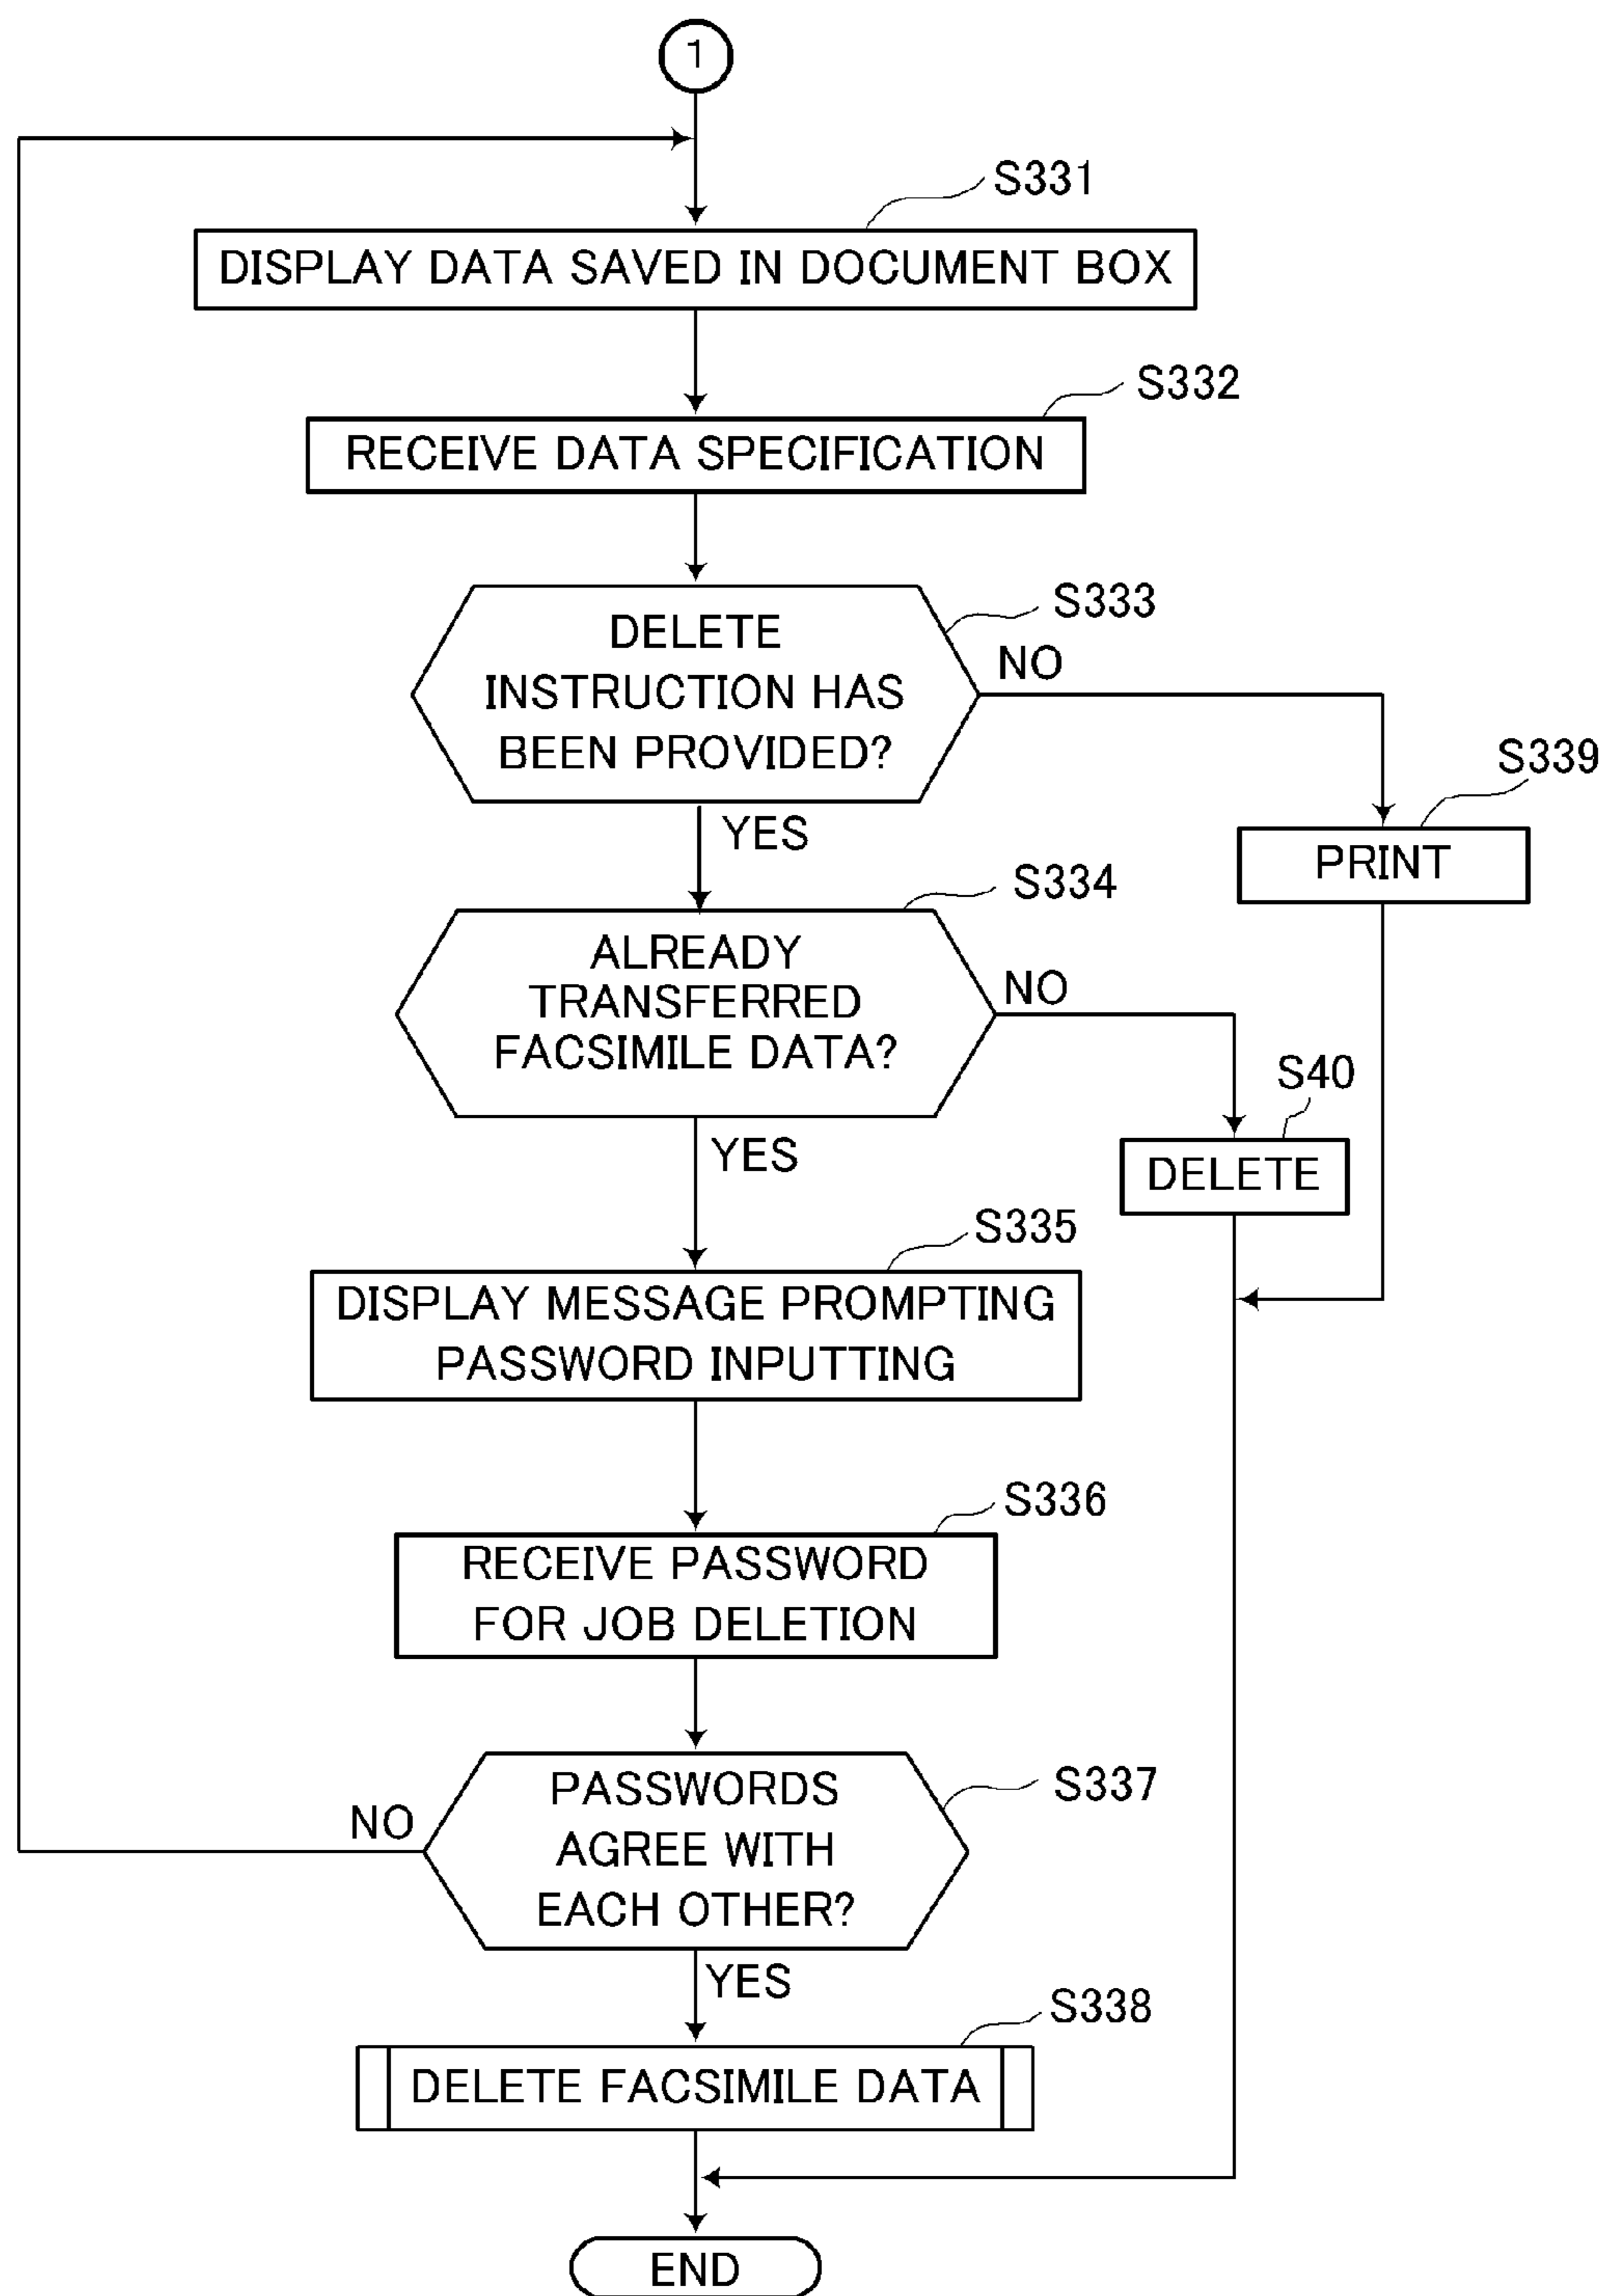 1
S331
DISPLAY DATA SAVED IN DOCUMENT BOX
S332
RECEIVE DATA SPECIFICATION
S333
DELETE
INSTRUCTION HAS
BEEN PROVIDED?
NO
S339
PRINT
YES
S334
ALREADY
TRANSFERRED
FACSIMILE DATA?
NO
S40
DELETE
YES
S335
DISPLAY MESSAGE PROMPTING
PASSWORD INPUTTING
S336
RECEIVE PASSWORD
FOR JOB DELETION
S337
PASSWORDS
AGREE WITH
EACH OTHER?
NO
YES
S338
DELETE FACSIMILE DATA
END